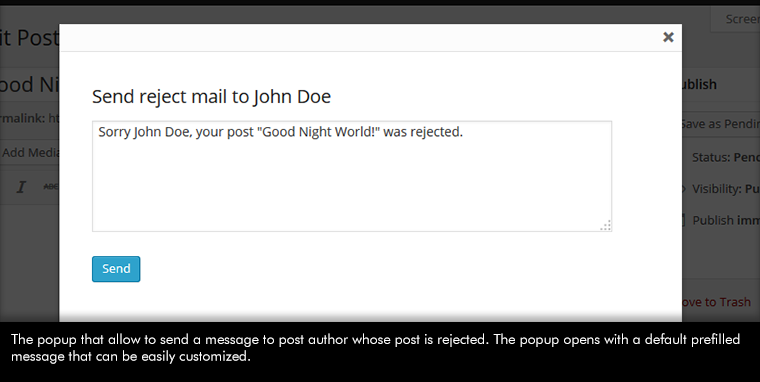 Screen
it Post
ood Ni
ublish
rmalink: ht
Save as Pendin
Add Media
Status: Pend
I ABC
Visibility: Pu
Publish imm
ove to Trash
Send reject mail to John Doe
Sorry John Doe, your post "Good Night World!" was rejected.
Send
The popup that allow to send a message to post author whose post is rejected. The popup opens with a default prefilled
message that can be easily customized.